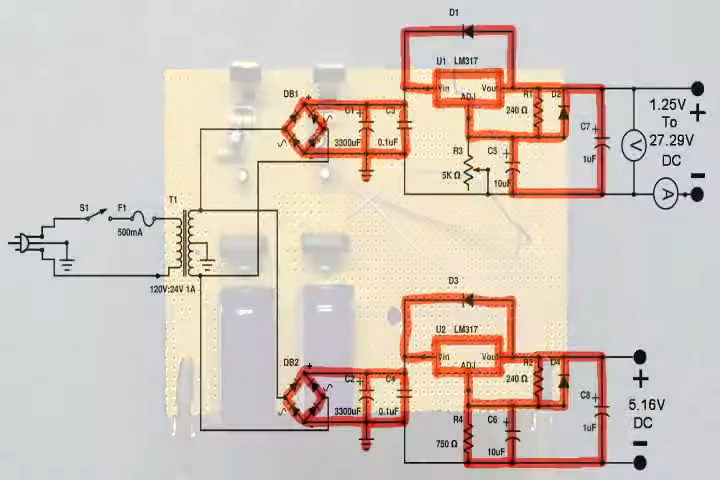 D1
U1 LM317
Vin Vout
ADJ
DB1
+
C1
3300uF
C3
0.1uF
R1
240 Ω
D2
R3
5K Ω
C5 +
10uF
C7 +
1uF
V
A
1.25V
To
27.29V
DC
+
−
S1
F1
500mA
T1
120V:24V 1A
D3
U2 LM317
Vin Vout
ADJ
DB2
+
C2
3300uF
C4
0.1uF
R2
240 Ω
D4
R4
750 Ω
C6 +
10uF
C8 +
1uF
+
5.16V
DC
−